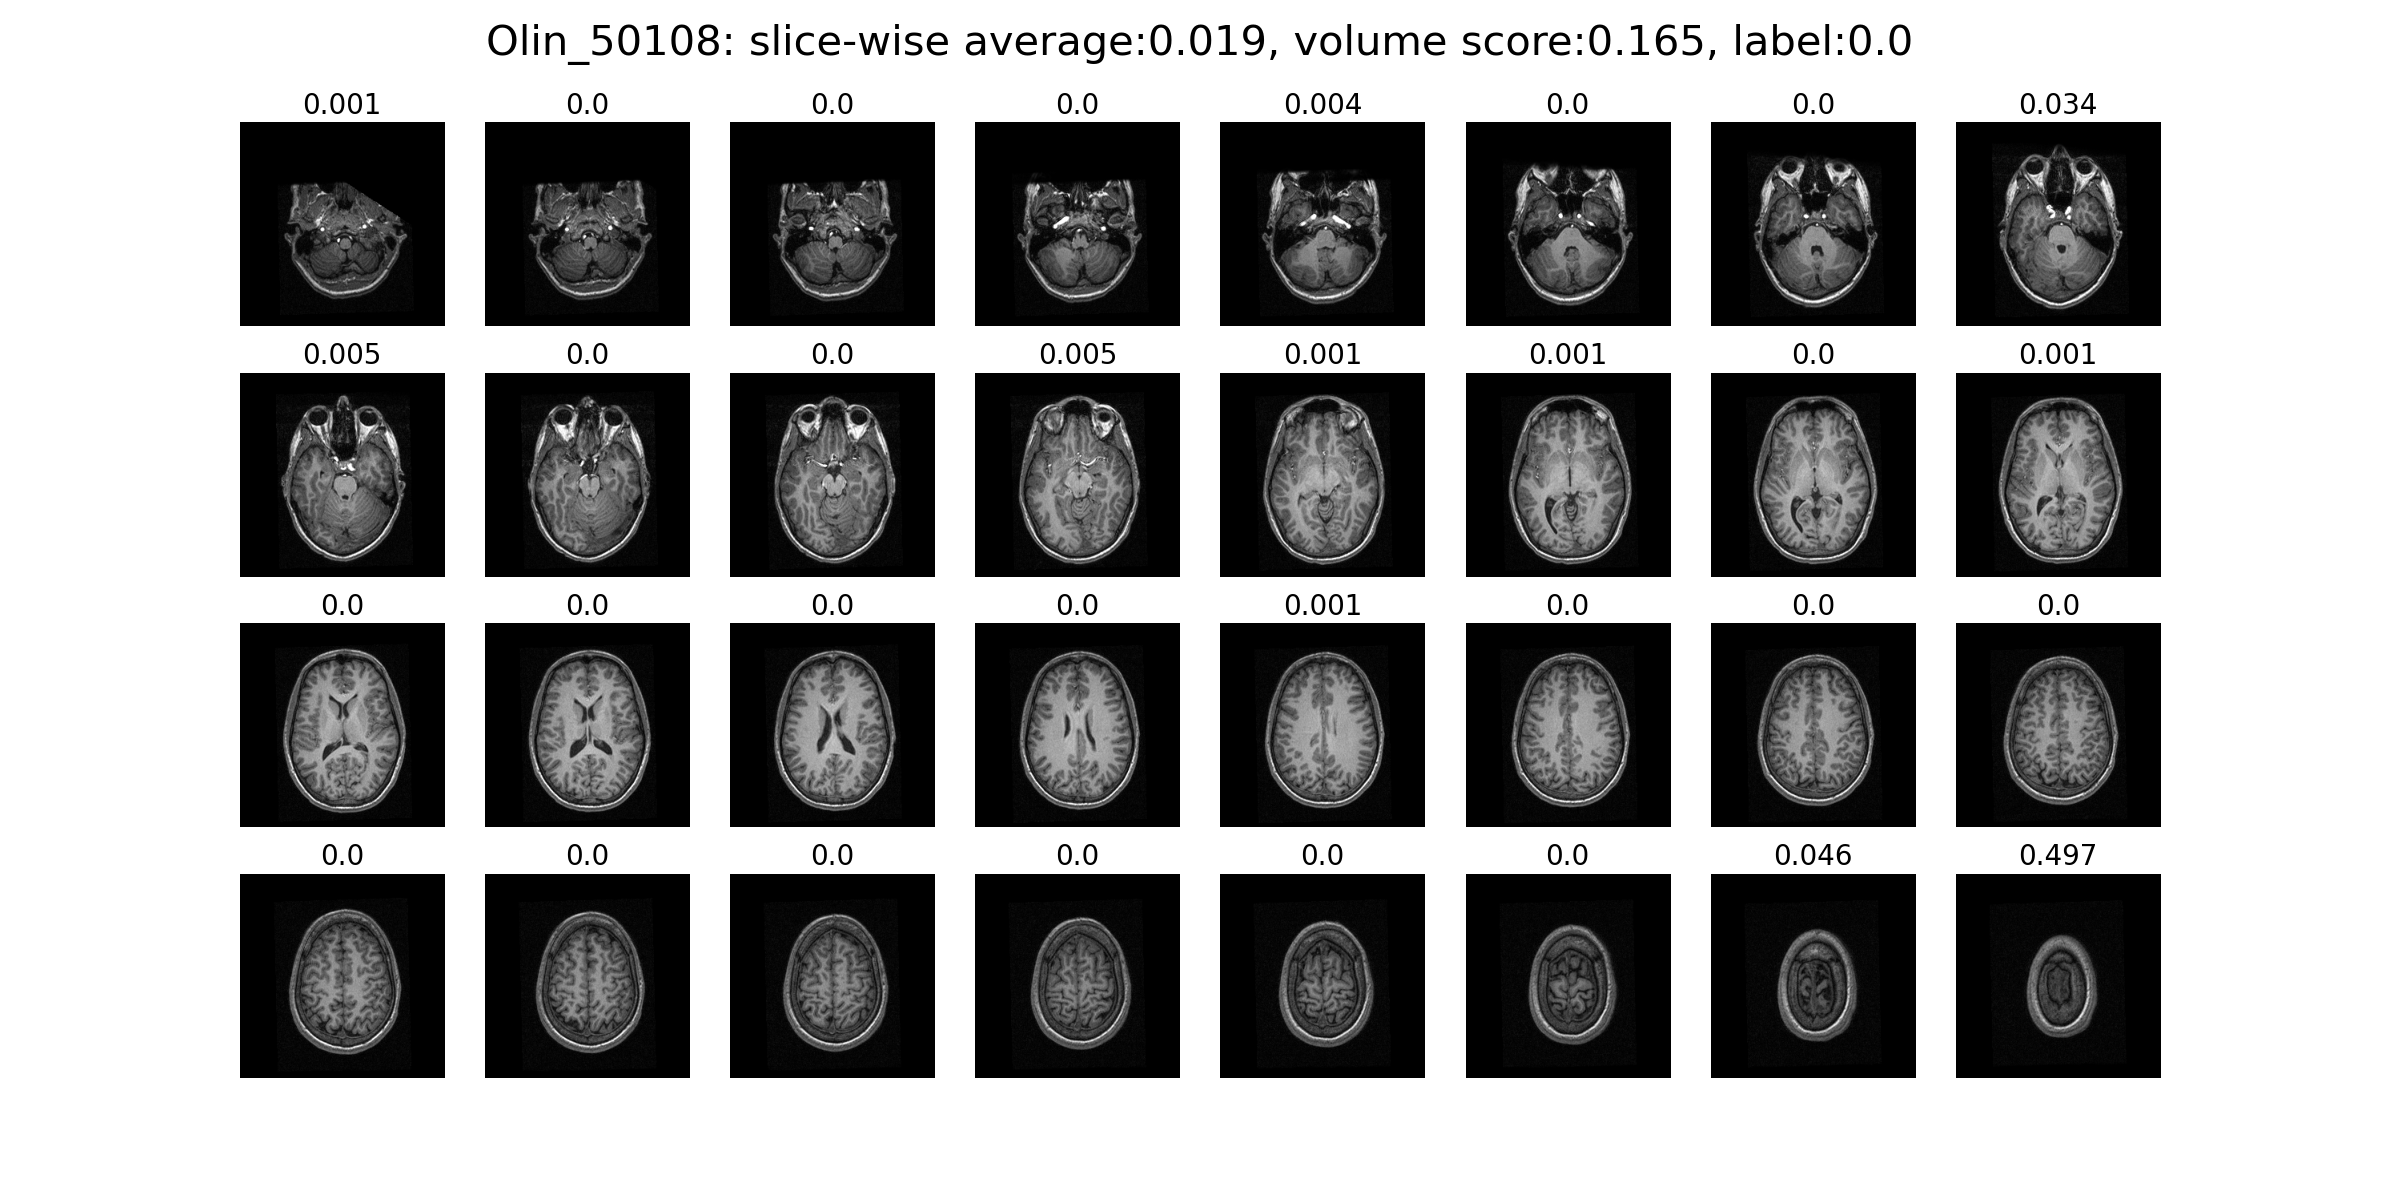 Olin_50108: slice-wise average:0.019, volume score:0.165, label:0.0
0.001 0.0 0.0 0.0 0.004 0.0 0.0 0.034
0.005 0.0 0.0 0.005 0.001 0.001 0.0 0.001
0.0 0.0 0.0 0.0 0.001 0.0 0.0 0.0
0.0 0.0 0.0 0.0 0.0 0.0 0.046 0.497